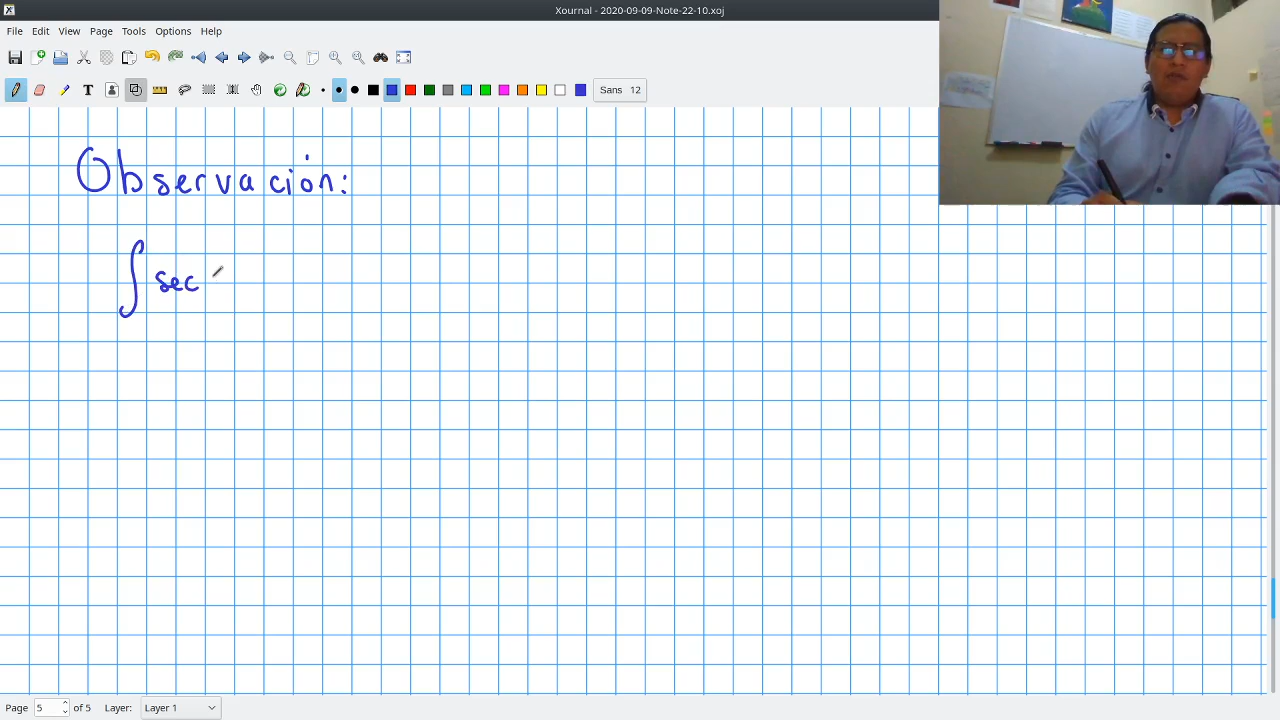 Xournal - 2020-09-09-Note-22-10.xoj
File Edit View Page Tools Options Help
Sans 12
Observación:
∫ sec
Page 5 of 5 Layer: Layer 1